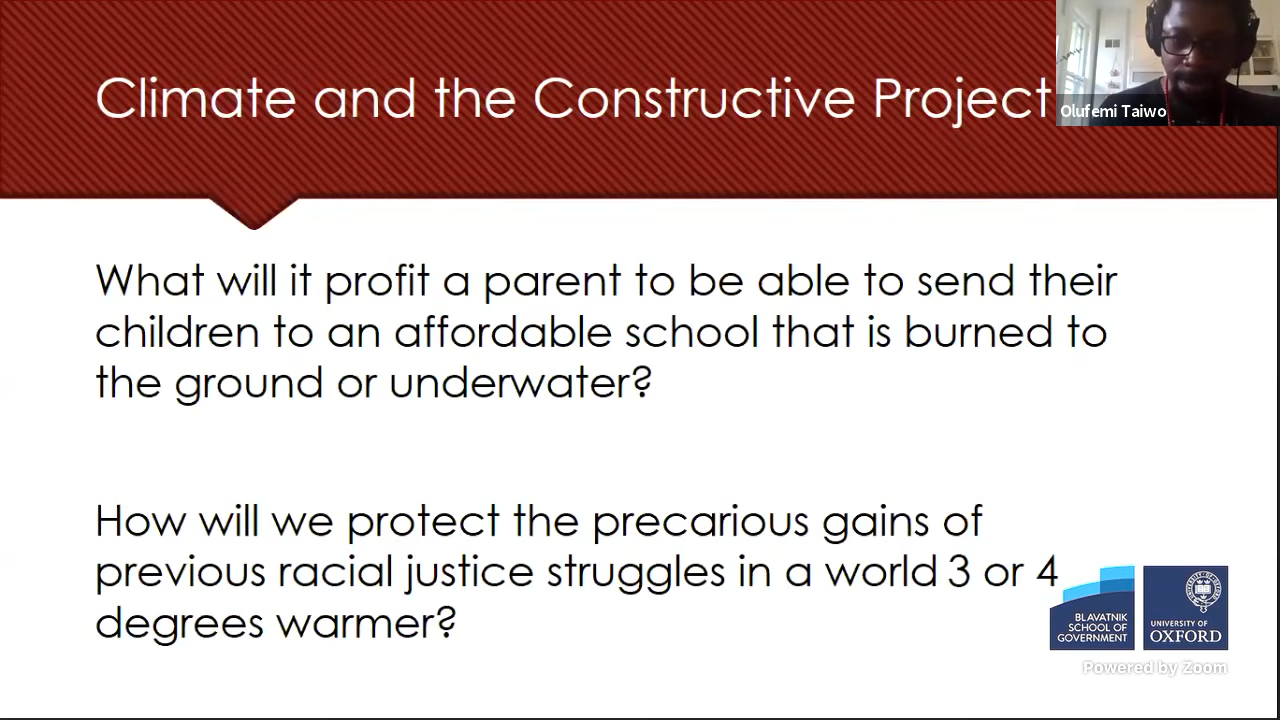 Climate and the Constructive Project
Olufemi Taiwo
What will it profit a parent to be able to send their
children to an affordable school that is burned to
the ground or underwater?
How will we protect the precarious gains of
previous racial justice struggles in a world 3 or 4
degrees warmer?
BLAVATNIK
SCHOOL OF
GOVERNMENT
UNIVERSITY OF
OXFORD
Powered by Zoom